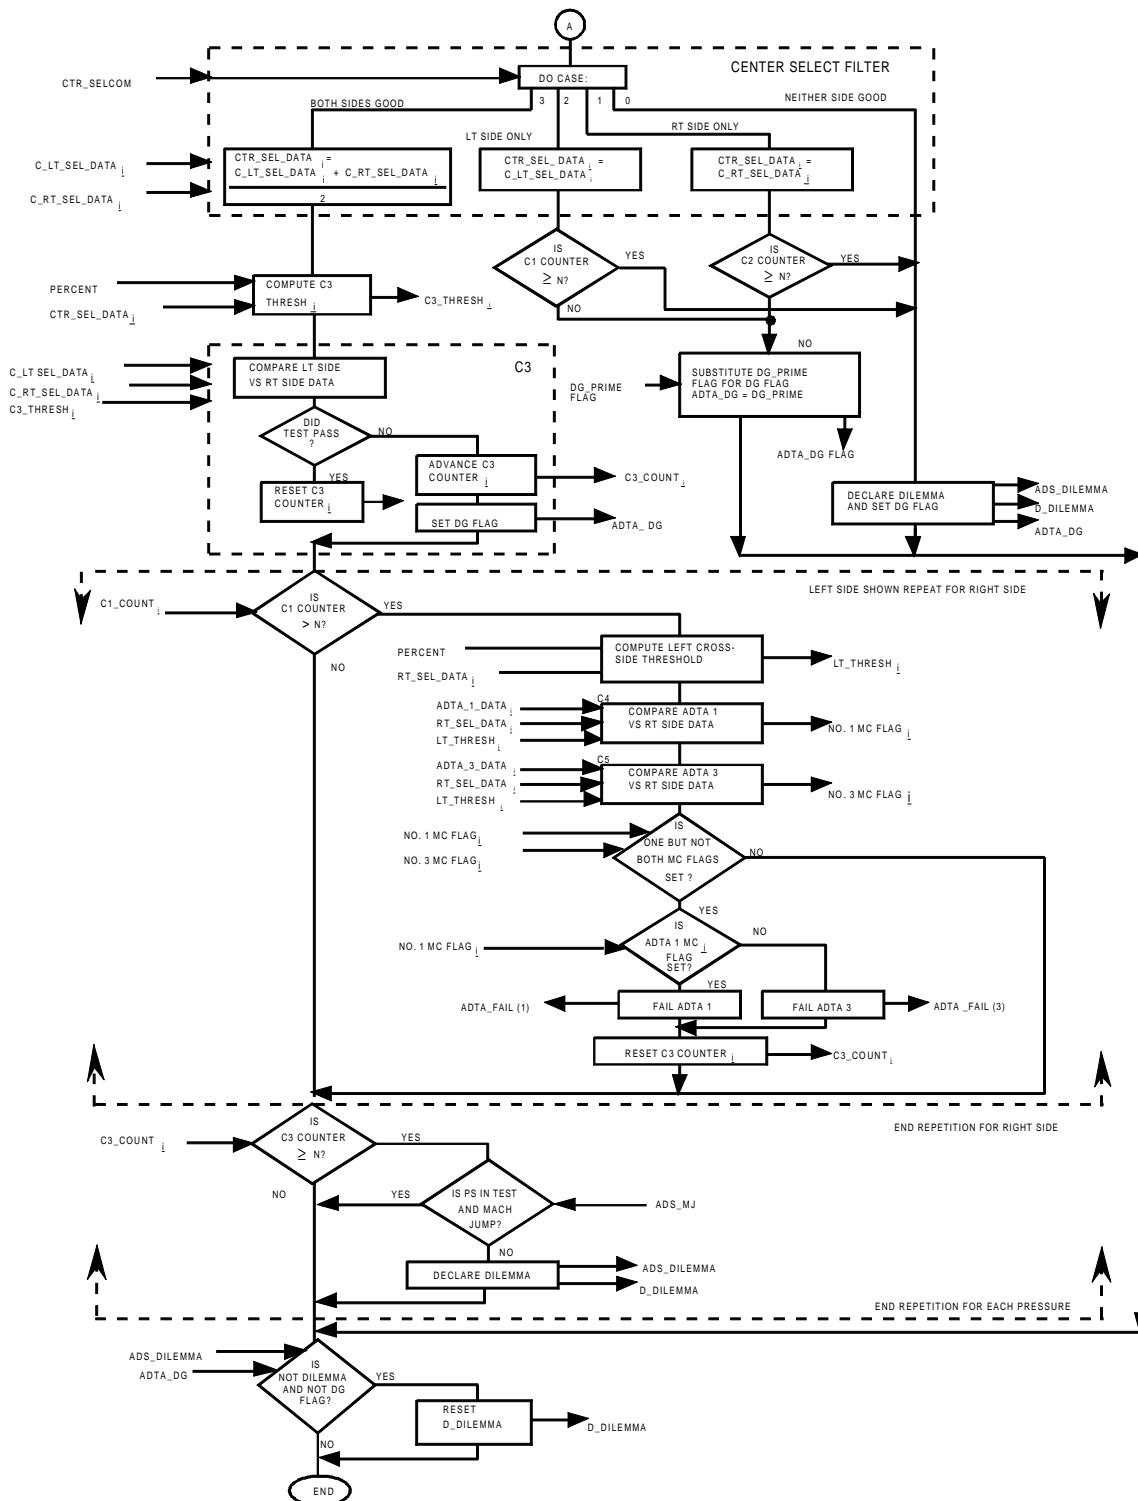 A
CENTER SELECT FILTER
CTR_SELCOM
DO CASE:
3 2 1 0
BOTH SIDES GOOD
NEITHER SIDE GOOD
LT SIDE ONLY
RT SIDE ONLY
C_LT_SEL_DATA i
C_RT_SEL_DATA i
CTR_SEL_DATA i =
C_LT_SEL_DATA i + C_RT_SEL_DATA i
2
CTR_SEL_DATA i =
C_LT_SEL_DATA i
CTR_SEL_DATA i =
C_RT_SEL_DATA i
IS
C1 COUNTER
≥ N?
YES
NO
IS
C2 COUNTER
≥ N?
YES
NO
PERCENT
CTR_SEL_DATA i
COMPUTE C3
THRESH i
C3_THRESH i
C3
C_LT SEL_DATA i
C_RT_SEL_DATA i
C3_THRESH i
COMPARE LT SIDE
VS RT SIDE DATA
DID
TEST PASS
?
NO
YES
RESET C3
COUNTER i
ADVANCE C3
COUNTER i
C3_COUNT i
SET DG FLAG
ADTA_ DG
DG_PRIME
FLAG
SUBSTITUTE DG_PRIME
FLAG FOR DG FLAG
ADTA_DG = DG_PRIME
ADTA_DG FLAG
DECLARE DILEMMA
AND SET DG FLAG
ADS_DILEMMA
D_DILEMMA
ADTA_DG
LEFT SIDE SHOWN REPEAT FOR RIGHT SIDE
C1_COUNT i
IS
C1 COUNTER
> N?
YES
NO
PERCENT
RT_SEL_DATA i
COMPUTE LEFT CROSS-
SIDE THRESHOLD
LT_THRESH i
ADTA_1_DATA i
RT_SEL_DATA i
LT_THRESH i
C4
COMPARE ADTA 1
VS RT SIDE DATA
NO. 1 MC FLAG i
ADTA_3_DATA i
RT_SEL_DATA i
LT_THRESH i
C5
COMPARE ADTA 3
VS RT SIDE DATA
NO. 3 MC FLAG i
NO. 1 MC FLAG i
NO. 3 MC FLAG i
IS
ONE BUT NOT
BOTH MC FLAGS
SET ?
NO
YES
NO. 1 MC FLAG i
IS
ADTA 1 MC i
FLAG
SET?
NO
YES
ADTA_FAIL (1)
FAIL ADTA 1
FAIL ADTA 3
ADTA _FAIL (3)
RESET C3 COUNTER i
C3_COUNT i
END REPETITION FOR RIGHT SIDE
C3_COUNT i
IS
C3 COUNTER
≥ N?
YES
NO
IS PS IN TEST
AND MACH
JUMP?
YES
ADS_MJ
NO
DECLARE DILEMMA
ADS_DILEMMA
D_DILEMMA
END REPETITION FOR EACH PRESSURE
ADS_DILEMMA
ADTA_DG
IS
NOT DILEMMA
AND NOT DG
FLAG?
YES
RESET
D_DILEMMA
D_DILEMMA
NO
END